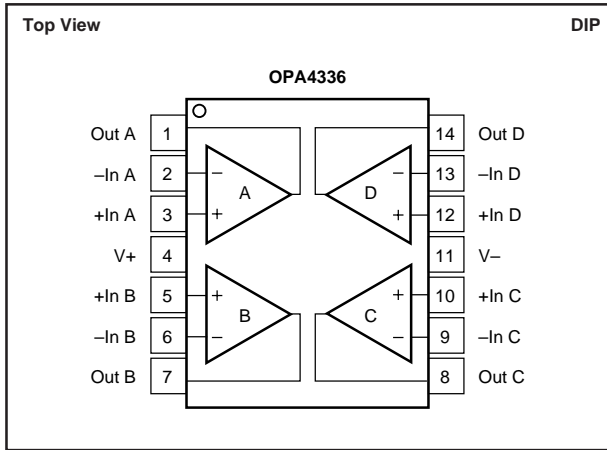 Top View DIP
OPA4336
Out A 1 14 Out D
–In A 2 – – 13 –In D
A D
+In A 3 + + 12 +In D
V+ 4 11 V–
+In B 5 + + 10 +In C
B C
–In B 6 – – 9 –In C
Out B 7 8 Out C